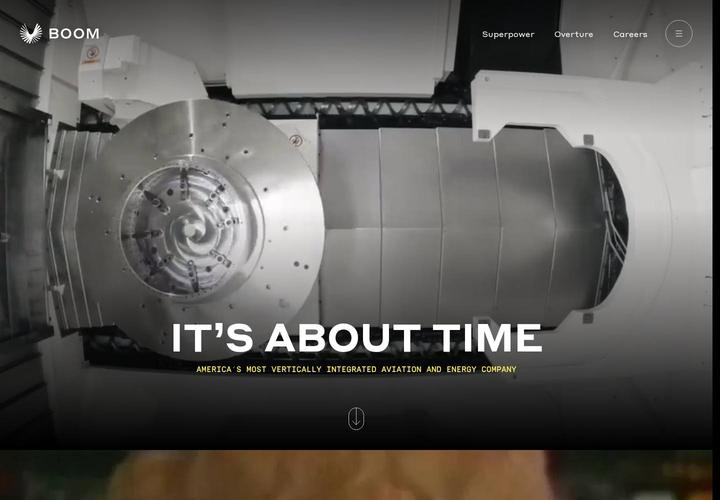 BOOM
Superpower
Overture
Careers
IT'S ABOUT TIME
AMERICA'S MOST VERTICALLY INTEGRATED AVIATION AND ENERGY COMPANY